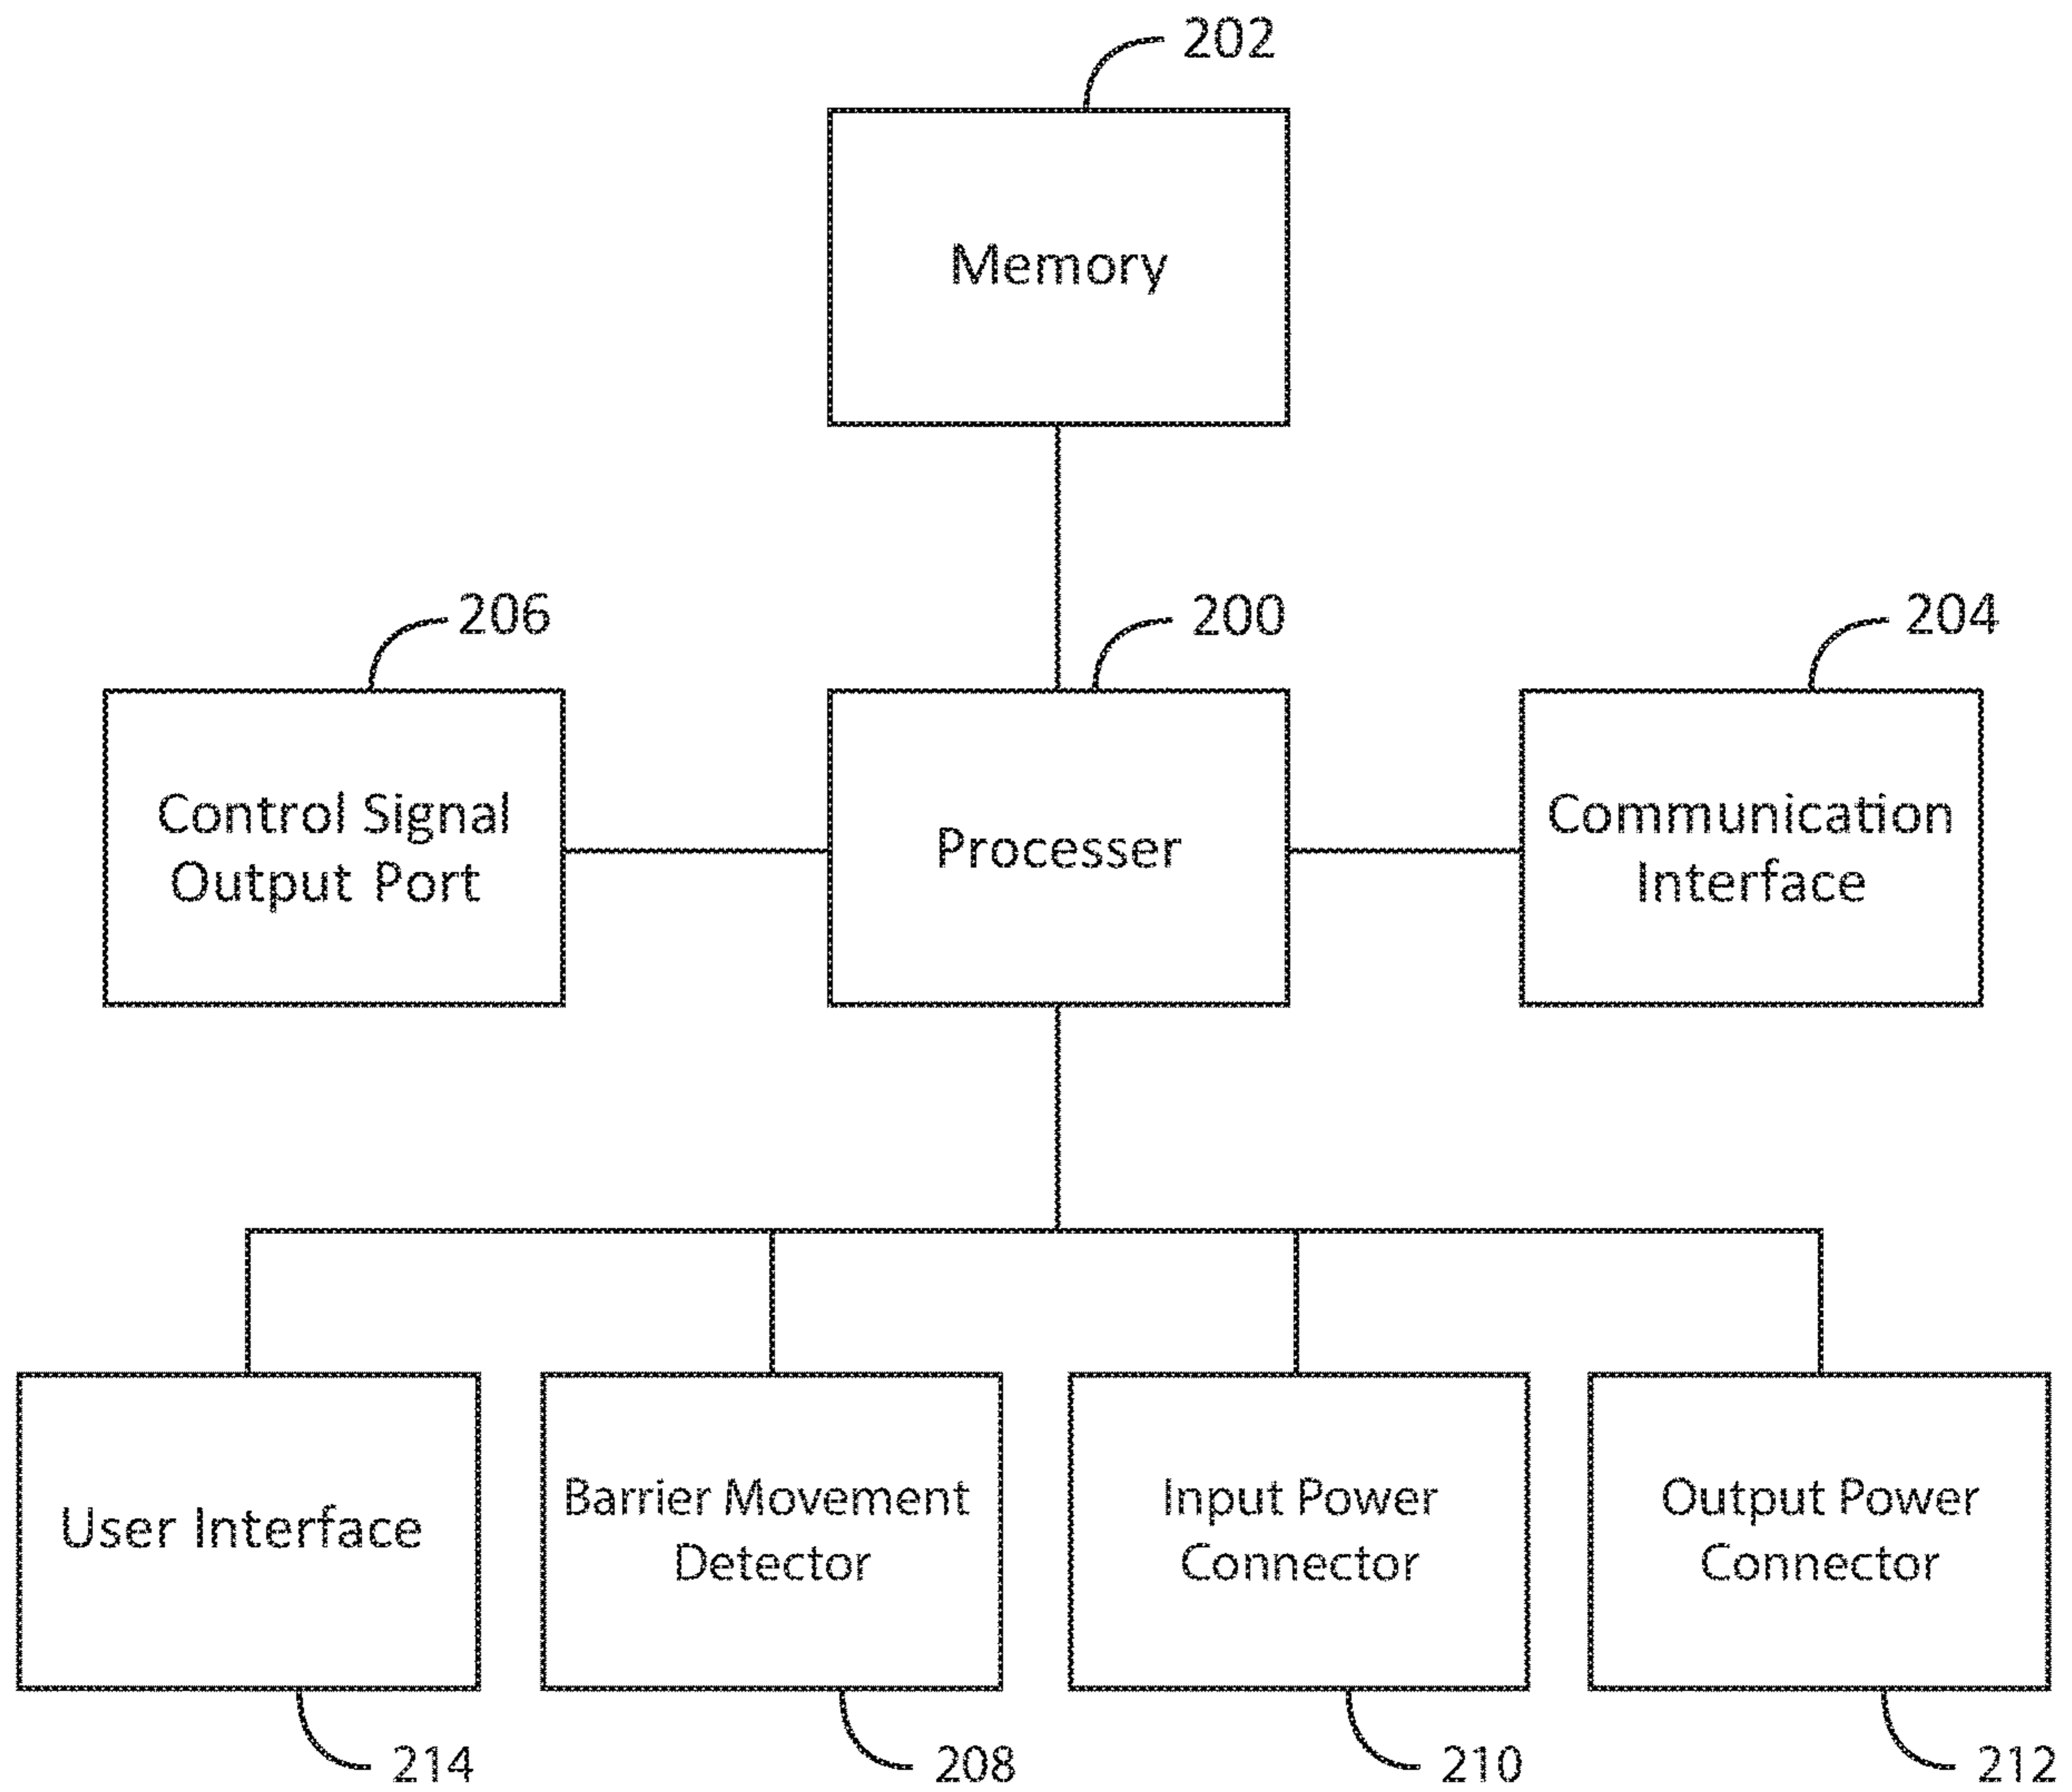 202
Memory
206
200
204
Control Signal
Output Port
Processer
Communication
Interface
User Interface
Barrier Movement
Detector
Input Power
Connector
Output Power
Connector
214
208
210
212